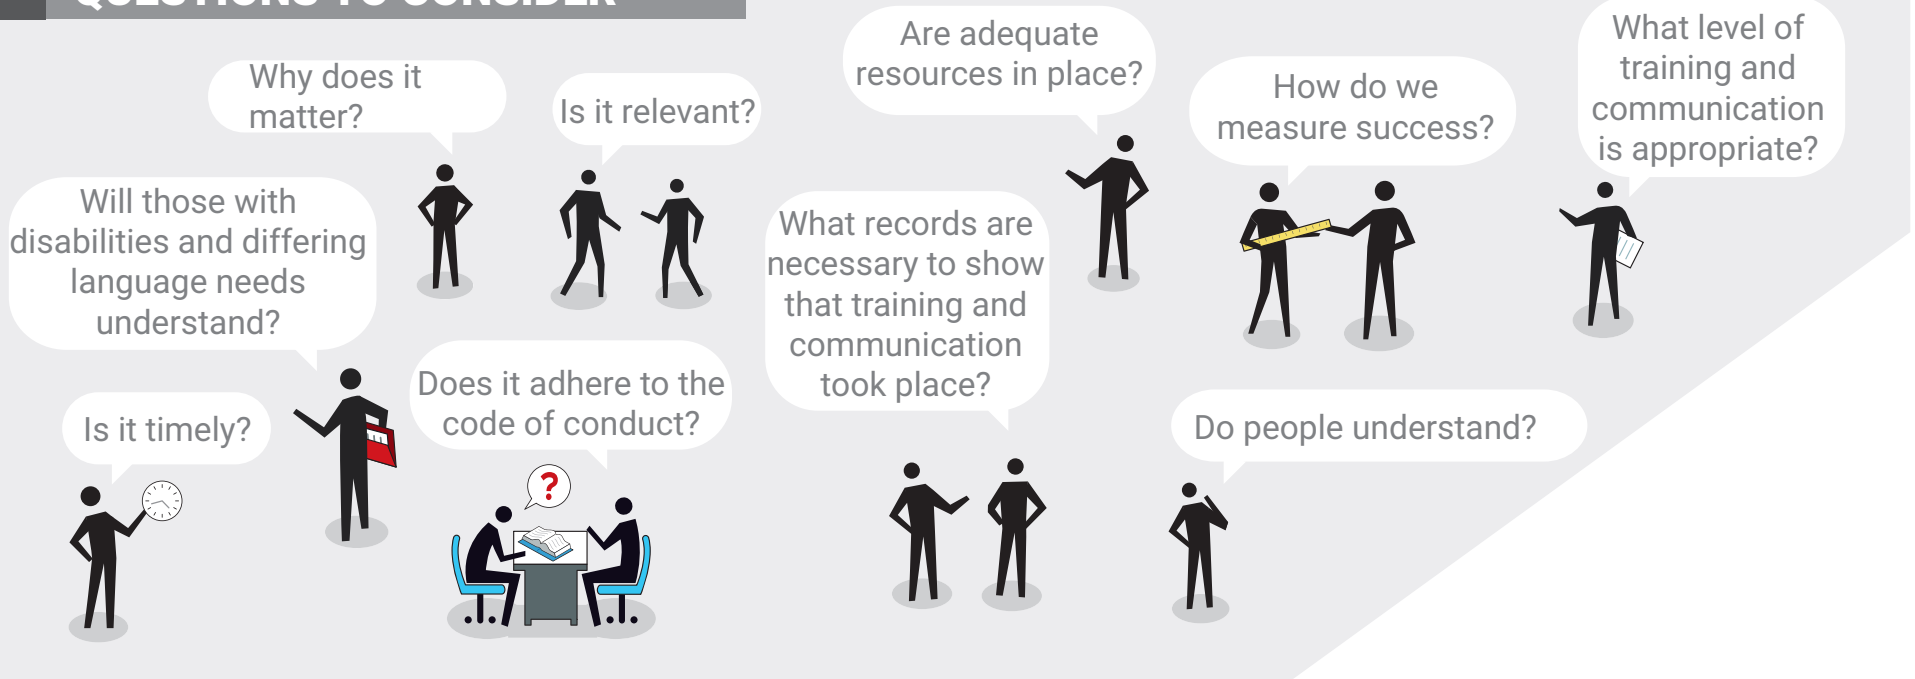 QUESTIONS TO CONSIDER
Why does it
matter?
Is it relevant?
Are adequate
resources in place?
How do we
measure success?
What level of
training and
communication
is appropriate?
Will those with
disabilities and differing
language needs
understand?
What records are
necessary to show
that training and
communication
took place?
Is it timely?
Does it adhere to the
code of conduct?
?
Do people understand?